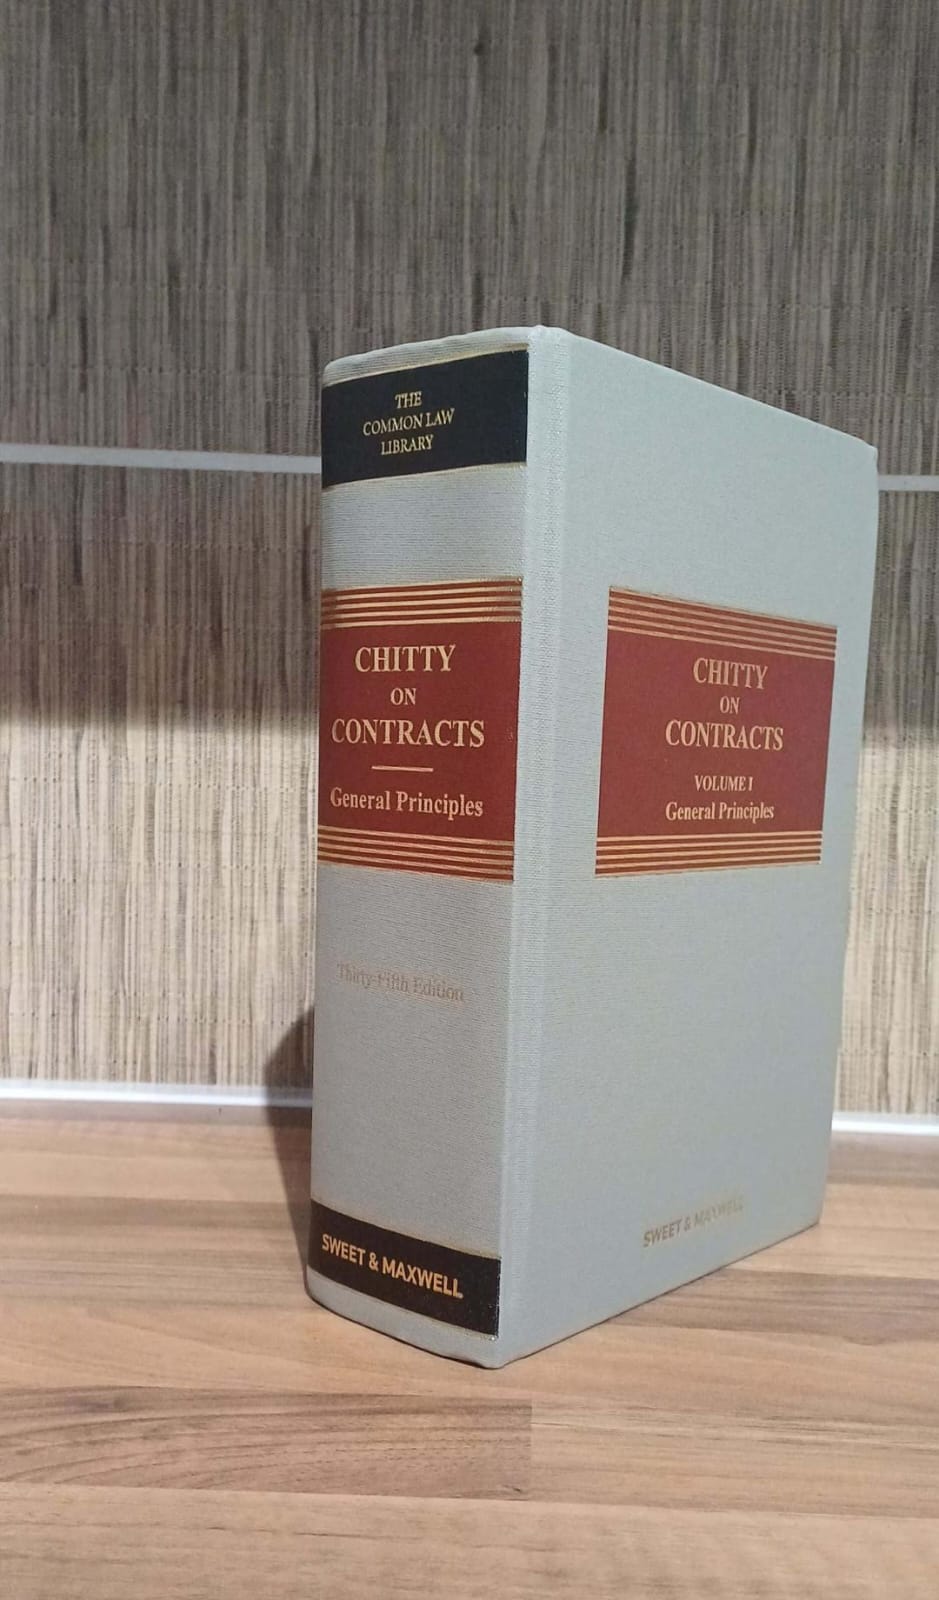 THE
COMMON LAW
LIBRARY
CHITTY
ON
CONTRACTS
General Principles
Thirty-Fifth Edition
SWEET & MAXWELL
CHITTY
ON
CONTRACTS
VOLUME I
General Principles
SWEET & MAXWELL